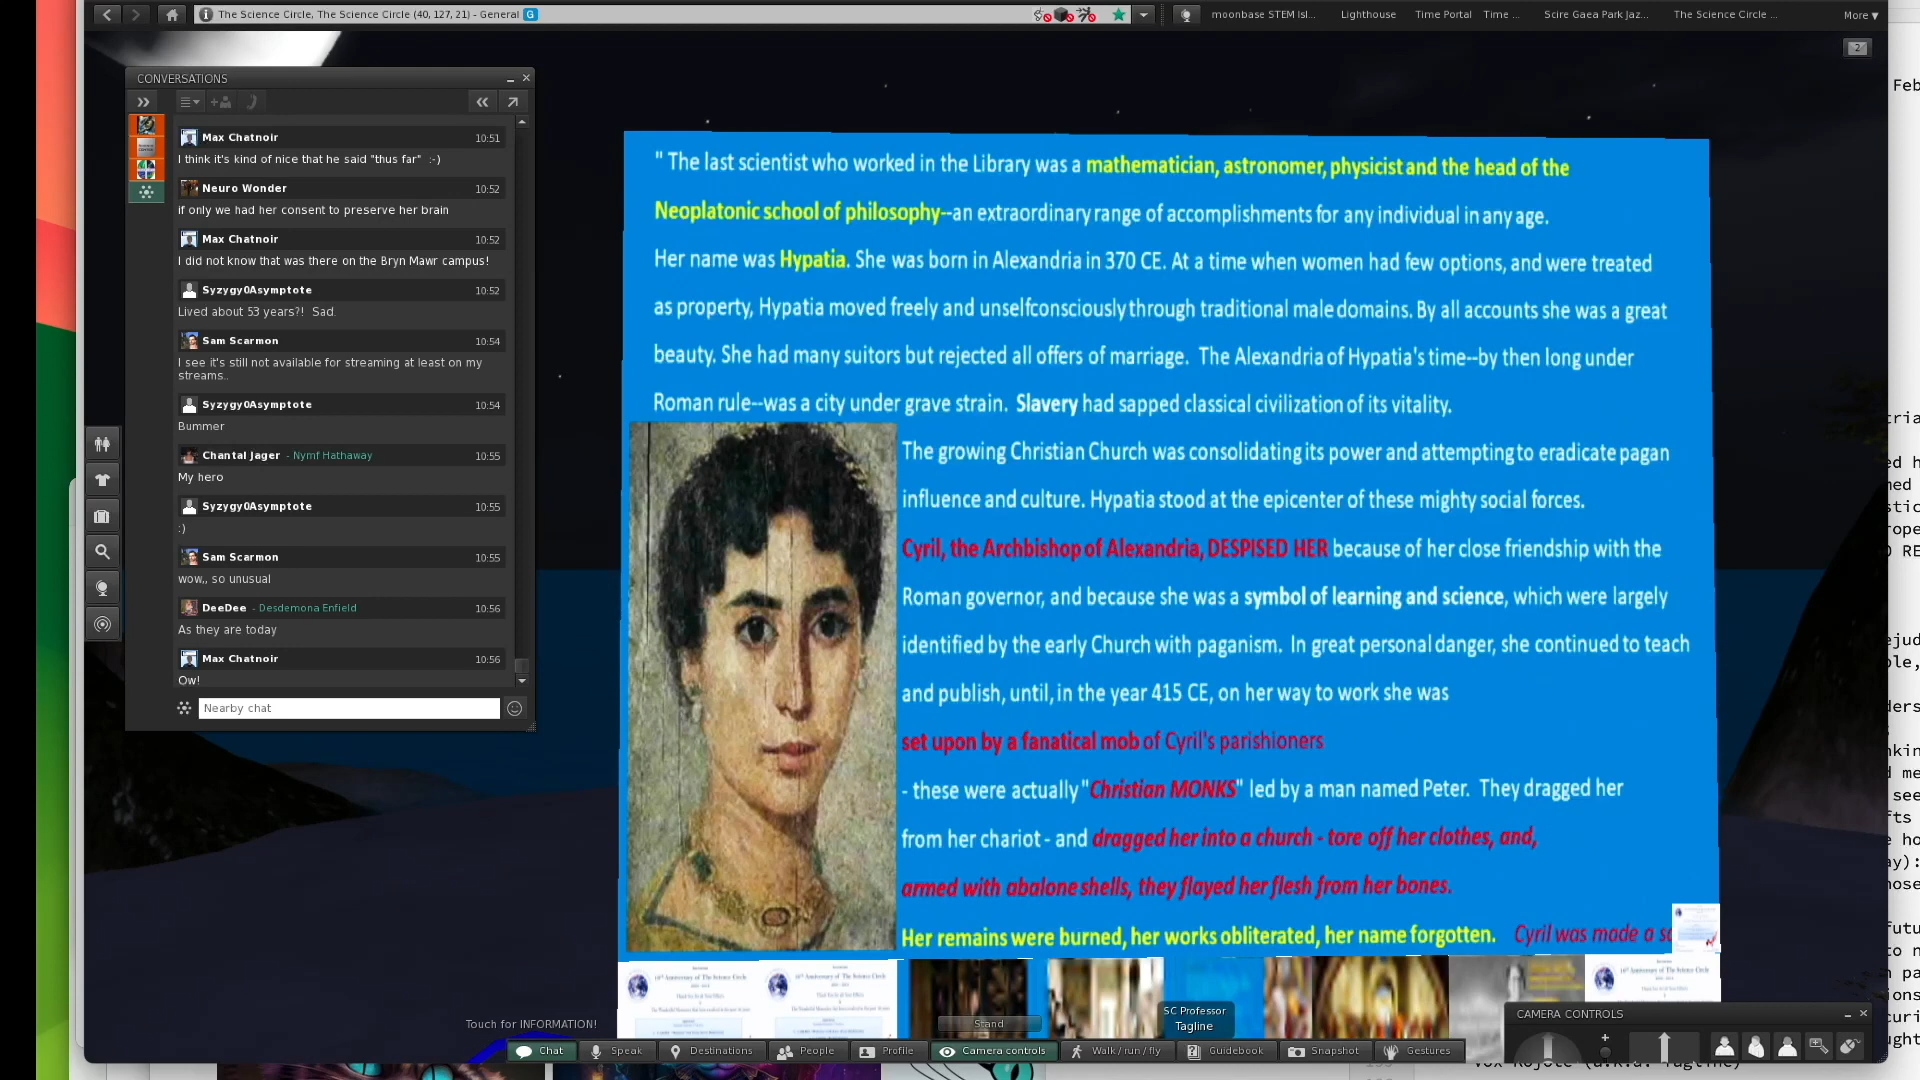 The Science Circle, The Science Circle (40, 127, 21) - General G
moonbase STEM Isl...
Lighthouse
Time Portal
Time ...
Scire Gaea Park Jaz...
The Science Circle ...
More ▾
2
CONVERSATIONS
Max Chatnoir 10:51
I think it's kind of nice that he said "thus far" :-)
Neuro Wonder 10:52
if only we had her consent to preserve her brain
Max Chatnoir 10:52
I did not know that was there on the Bryn Mawr campus!
Syzygy0Asymptote 10:52
Lived about 53 years?! Sad.
Sam Scarmon 10:54
I see it's still not available for streaming at least on my
streams..
Syzygy0Asymptote 10:54
Bummer
Chantal Jager - Nymf Hathaway 10:55
My hero
Syzygy0Asymptote 10:55
:)
Sam Scarmon 10:55
wow,, so unusual
DeeDee - Desdemona Enfield 10:56
As they are today
Max Chatnoir 10:56
Ow!
Nearby chat
" The last scientist who worked in the Library was a mathematician, astronomer, physicist and the head of the
Neoplatonic school of philosophy--an extraordinary range of accomplishments for any individual in any age.
Her name was Hypatia. She was born in Alexandria in 370 CE. At a time when women had few options, and were treated
as property, Hypatia moved freely and unselfconsciously through traditional male domains. By all accounts she was a great
beauty. She had many suitors but rejected all offers of marriage. The Alexandria of Hypatia's time--by then long under
Roman rule--was a city under grave strain. Slavery had sapped classical civilization of its vitality.
The growing Christian Church was consolidating its power and attempting to eradicate pagan
influence and culture. Hypatia stood at the epicenter of these mighty social forces.
Cyril, the Archbishop of Alexandria, DESPISED HER because of her close friendship with the
Roman governor, and because she was a symbol of learning and science, which were largely
identified by the early Church with paganism. In great personal danger, she continued to teach
and publish, until, in the year 415 CE, on her way to work she was
set upon by a fanatical mob of Cyril's parishioners
- these were actually "Christian MONKS" led by a man named Peter. They dragged her
from her chariot - and dragged her into a church - tore off her clothes, and,
armed with abalone shells, they flayed her flesh from her bones.
Her remains were burned, her works obliterated, her name forgotten. Cyril was made a
10th Anniversary of The Science Circle
10th Anniversary of The Science Circle
10th Anniversary of The Science Circle
SC Professor
Tagline
Touch for INFORMATION!
Stand
CAMERA CONTROLS
Chat
Speak
Destinations
People
Profile
Camera controls
Walk / run / fly
Guidebook
Snapshot
Gestures
Feb